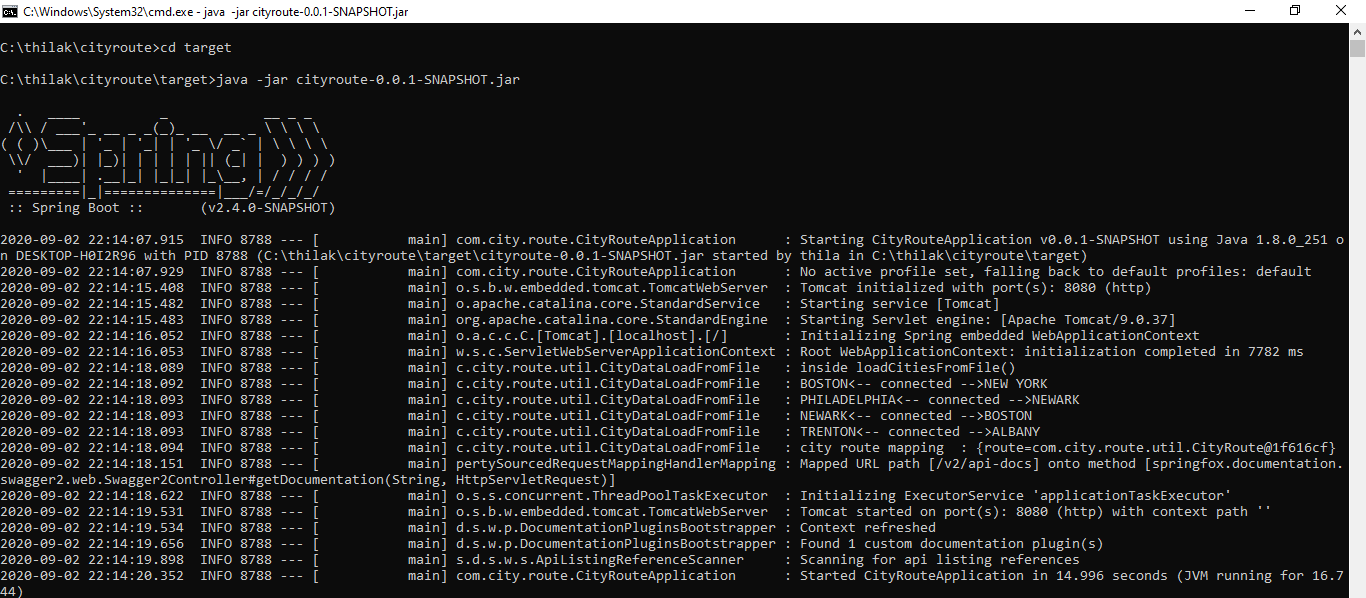 C:\Windows\System32\cmd.exe - java  -jar cityroute-0.0.1-SNAPSHOT.jar
C:\thilak\cityroute>cd target
C:\thilak\cityroute\target>java -jar cityroute-0.0.1-SNAPSHOT.jar
  .   ____          _            __ _ _
 /\\ / ___'_ __ _ _(_)_ __  __ _ \ \ \ \
( ( )\___ | '_ | '_| | '_ \/ _` | \ \ \ \
 \\/  ___)| |_)| | | | | || (_| |  ) ) ) )
  '  |____| .__|_| |_|_| |_\__, | / / / /
 =========|_|==============|___/=/_/_/_/
 :: Spring Boot ::       (v2.4.0-SNAPSHOT)
2020-09-02 22:14:07.915  INFO 8788 --- [           main] com.city.route.CityRouteApplication      : Starting CityRouteApplication v0.0.1-SNAPSHOT using Java 1.8.0_251 o
n DESKTOP-H0I2R96 with PID 8788 (C:\thilak\cityroute\target\cityroute-0.0.1-SNAPSHOT.jar started by thila in C:\thilak\cityroute\target)
2020-09-02 22:14:07.929  INFO 8788 --- [           main] com.city.route.CityRouteApplication      : No active profile set, falling back to default profiles: default
2020-09-02 22:14:15.408  INFO 8788 --- [           main] o.s.b.w.embedded.tomcat.TomcatWebServer  : Tomcat initialized with port(s): 8080 (http)
2020-09-02 22:14:15.482  INFO 8788 --- [           main] o.apache.catalina.core.StandardService   : Starting service [Tomcat]
2020-09-02 22:14:15.483  INFO 8788 --- [           main] org.apache.catalina.core.StandardEngine  : Starting Servlet engine: [Apache Tomcat/9.0.37]
2020-09-02 22:14:16.052  INFO 8788 --- [           main] o.a.c.c.C.[Tomcat].[localhost].[/]       : Initializing Spring embedded WebApplicationContext
2020-09-02 22:14:16.053  INFO 8788 --- [           main] w.s.c.ServletWebServerApplicationContext : Root WebApplicationContext: initialization completed in 7782 ms
2020-09-02 22:14:18.089  INFO 8788 --- [           main] c.city.route.util.CityDataLoadFromFile   : inside loadCitiesFromFile()
2020-09-02 22:14:18.092  INFO 8788 --- [           main] c.city.route.util.CityDataLoadFromFile   : BOSTON<-- connected -->NEW YORK
2020-09-02 22:14:18.093  INFO 8788 --- [           main] c.city.route.util.CityDataLoadFromFile   : PHILADELPHIA<-- connected -->NEWARK
2020-09-02 22:14:18.093  INFO 8788 --- [           main] c.city.route.util.CityDataLoadFromFile   : NEWARK<-- connected -->BOSTON
2020-09-02 22:14:18.093  INFO 8788 --- [           main] c.city.route.util.CityDataLoadFromFile   : TRENTON<-- connected -->ALBANY
2020-09-02 22:14:18.094  INFO 8788 --- [           main] c.city.route.util.CityDataLoadFromFile   : city route mapping  : {route=com.city.route.util.CityRoute@1f616cf}
2020-09-02 22:14:18.151  INFO 8788 --- [           main] pertySourcedRequestMappingHandlerMapping : Mapped URL path [/v2/api-docs] onto method [springfox.documentation.
swagger2.web.Swagger2Controller#getDocumentation(String, HttpServletRequest)]
2020-09-02 22:14:18.622  INFO 8788 --- [           main] o.s.s.concurrent.ThreadPoolTaskExecutor  : Initializing ExecutorService 'applicationTaskExecutor'
2020-09-02 22:14:19.531  INFO 8788 --- [           main] o.s.b.w.embedded.tomcat.TomcatWebServer  : Tomcat started on port(s): 8080 (http) with context path ''
2020-09-02 22:14:19.534  INFO 8788 --- [           main] d.s.w.p.DocumentationPluginsBootstrapper : Context refreshed
2020-09-02 22:14:19.656  INFO 8788 --- [           main] d.s.w.p.DocumentationPluginsBootstrapper : Found 1 custom documentation plugin(s)
2020-09-02 22:14:19.898  INFO 8788 --- [           main] s.d.s.w.s.ApiListingReferenceScanner     : Scanning for api listing references
2020-09-02 22:14:20.352  INFO 8788 --- [           main] com.city.route.CityRouteApplication      : Started CityRouteApplication in 14.996 seconds (JVM running for 16.7
44)